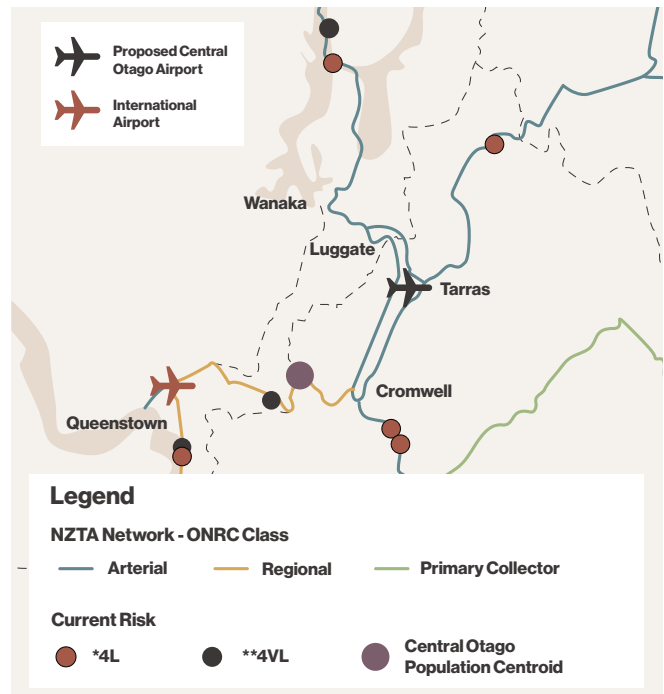 Proposed Central
Otago Airport
International
Airport
Wanaka
Luggate
Tarras
Cromwell
Queenstown
Legend
NZTA Network - ONRC Class
Arterial
Regional
Primary Collector
Current Risk
*4L
**4VL
Central Otago
Population Centroid